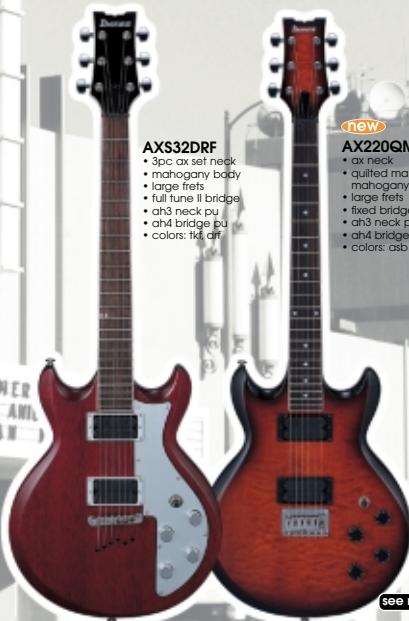 Ibanez
Ibanez
AXS32DRF
• 3pc ax set neck
• mahogany body
• large frets
• full tune II bridge
• ah3 neck pu
• ah4 bridge pu
• colors: tkf, drf
new
AX220QM
• ax neck
• quilted ma
mahogany
• large frets
• fixed bridge
• ah3 neck p
• ah4 bridge
• colors: asb
see